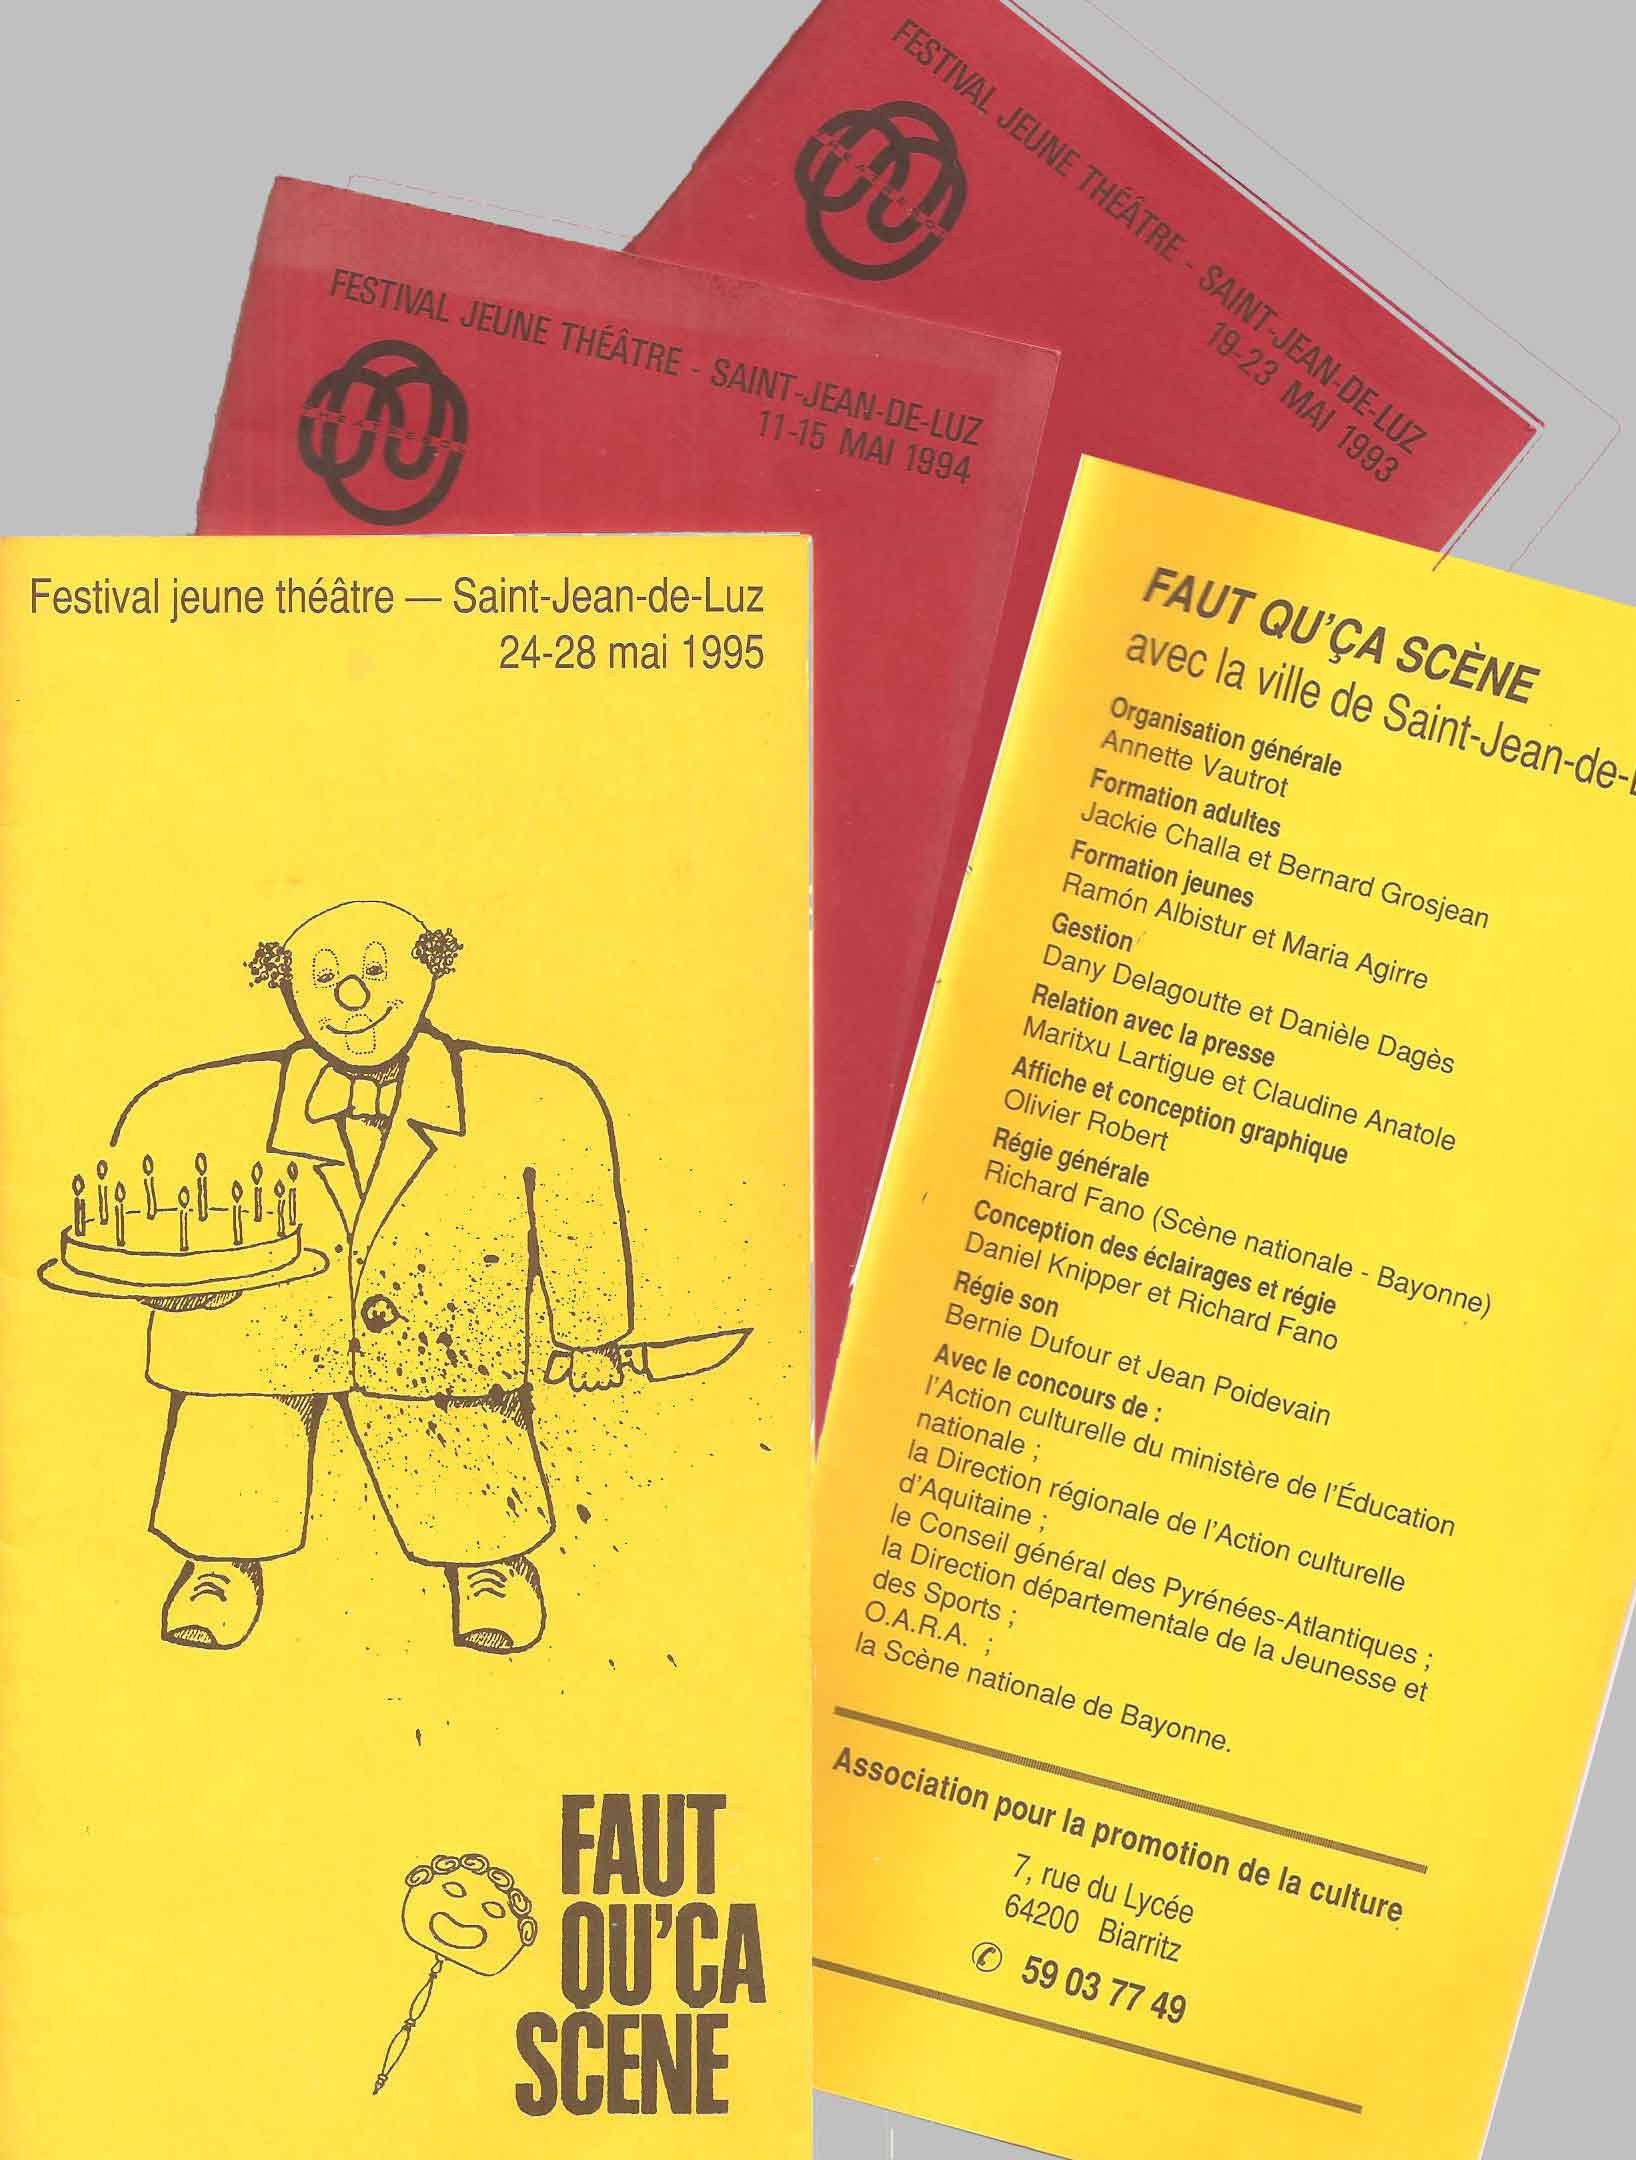 FESTIVAL JEUNE THÉÂTRE - SAINT-JEAN-DE-LUZ
19-23 MAI 1993
FESTIVAL JEUNE THÉÂTRE - SAINT-JEAN-DE-LUZ
11-15 MAI 1994
Festival jeune théâtre — Saint-Jean-de-Luz
24-28 mai 1995
FAUT
QU'ÇA
SCENE
FAUT QU'ÇA SCÈNE
avec la ville de Saint-Jean-de-
Organisation générale
Annette Vautrot
Formation adultes
Jackie Challa et Bernard Grosjean
Formation jeunes
Ramón Albistur et Maria Agirre
Gestion
Dany Delagoutte et Danièle Dagès
Relation avec la presse
Maritxu Lartigue et Claudine Anatole
Affiche et conception graphique
Olivier Robert
Régie générale
Richard Fano (Scène nationale - Bayonne)
Conception des éclairages et régie
Daniel Knipper et Richard Fano
Régie son
Bernie Dufour et Jean Poidevain
Avec le concours de :
l'Action culturelle du ministère de l'Éducation
nationale ;
la Direction régionale de l'Action culturelle
d'Aquitaine ;
le Conseil général des Pyrénées-Atlantiques ;
la Direction départementale de la Jeunesse et
des Sports ;
O.A.R.A. ;
la Scène nationale de Bayonne.
Association pour la promotion de la culture
7, rue du Lycée
64200 Biarritz
✆ 59 03 77 49